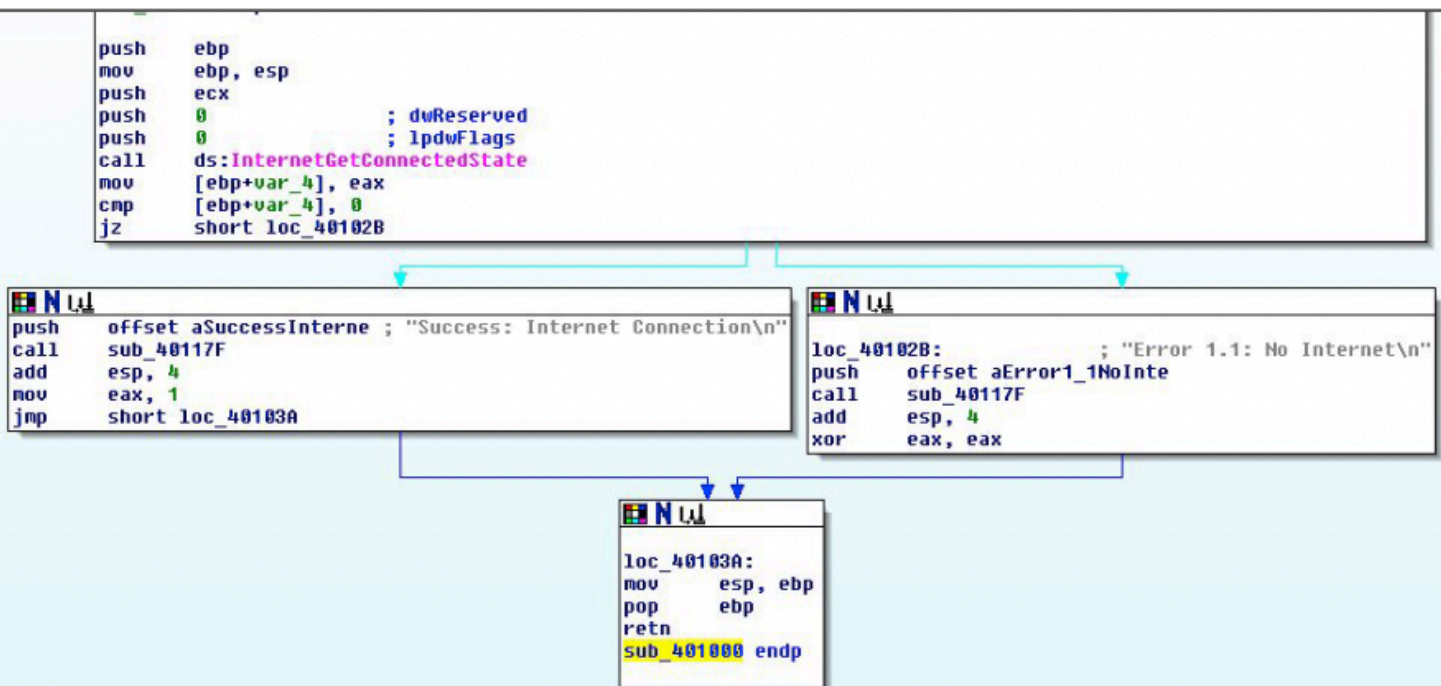 push ebp
mov ebp, esp
push ecx
push 0 ; dwReserved
push 0 ; lpdwFlags
call ds:InternetGetConnectedState
mov [ebp+var_4], eax
cmp [ebp+var_4], 0
jz short loc_40102B
push offset aSuccessInterne ; "Success: Internet Connection\n"
call sub_40117F
add esp, 4
mov eax, 1
jmp short loc_40103A
loc_40102B: ; "Error 1.1: No Internet\n"
push offset aError1_1NoInte
call sub_40117F
add esp, 4
xor eax, eax
loc_40103A:
mov esp, ebp
pop ebp
retn
sub_401000 endp